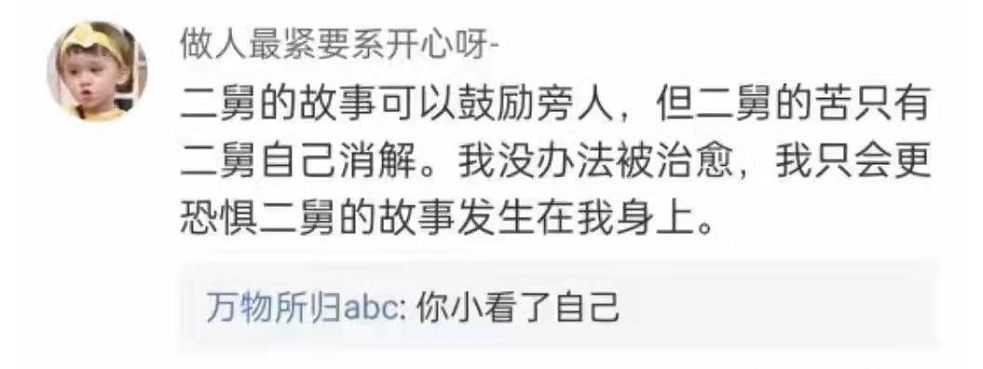 做人最紧要系开心呀-
二舅的故事可以鼓励旁人，但二舅的苦只有
二舅自己消解。我没办法被治愈，我只会更
恐惧二舅的故事发生在我身上。
万物所归abc: 你小看了自己